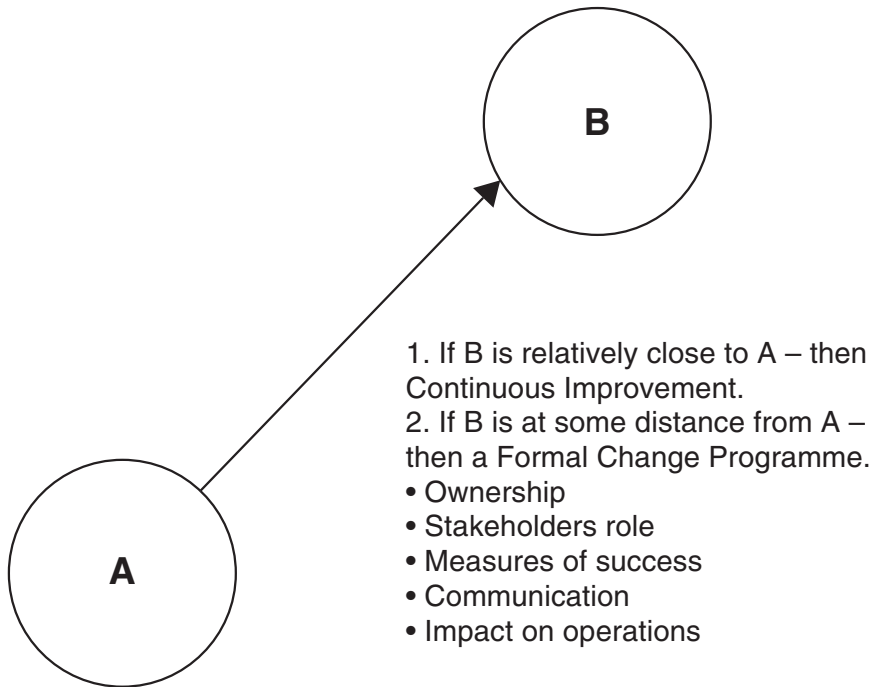 B
1. If B is relatively close to A – then
Continuous Improvement.
2. If B is at some distance from A –
then a Formal Change Programme.
• Ownership
• Stakeholders role
• Measures of success
• Communication
• Impact on operations
A